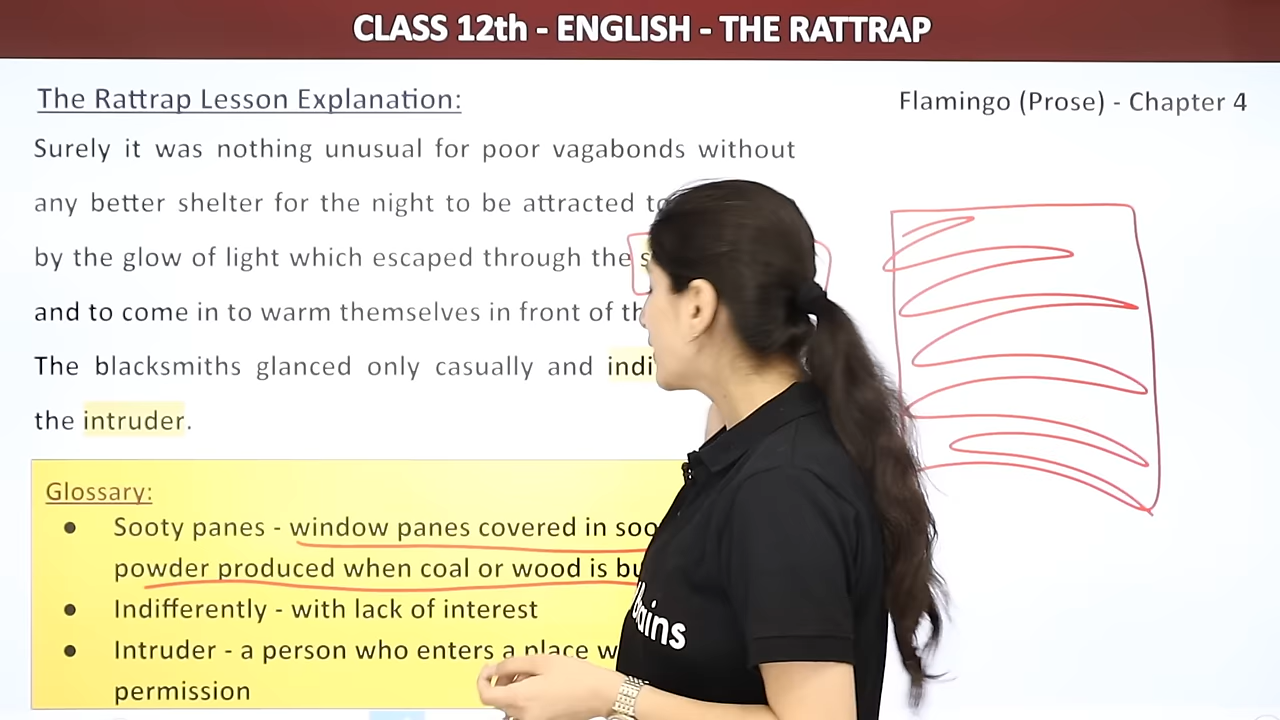 CLASS 12th - ENGLISH - THE RATTRAP
The Rattrap Lesson Explanation:
Flamingo (Prose) - Chapter 4
Surely it was nothing unusual for poor vagabonds without
any better shelter for the night to be attracted
by the glow of light which escaped through the
and to come in to warm themselves in front of
The blacksmiths glanced only casually and
the intruder.
Glossary:
● Sooty panes - window panes covered in
powder produced when coal or wood is
● Indifferently - with lack of interest
● Intruder - a person who enters a place
permission